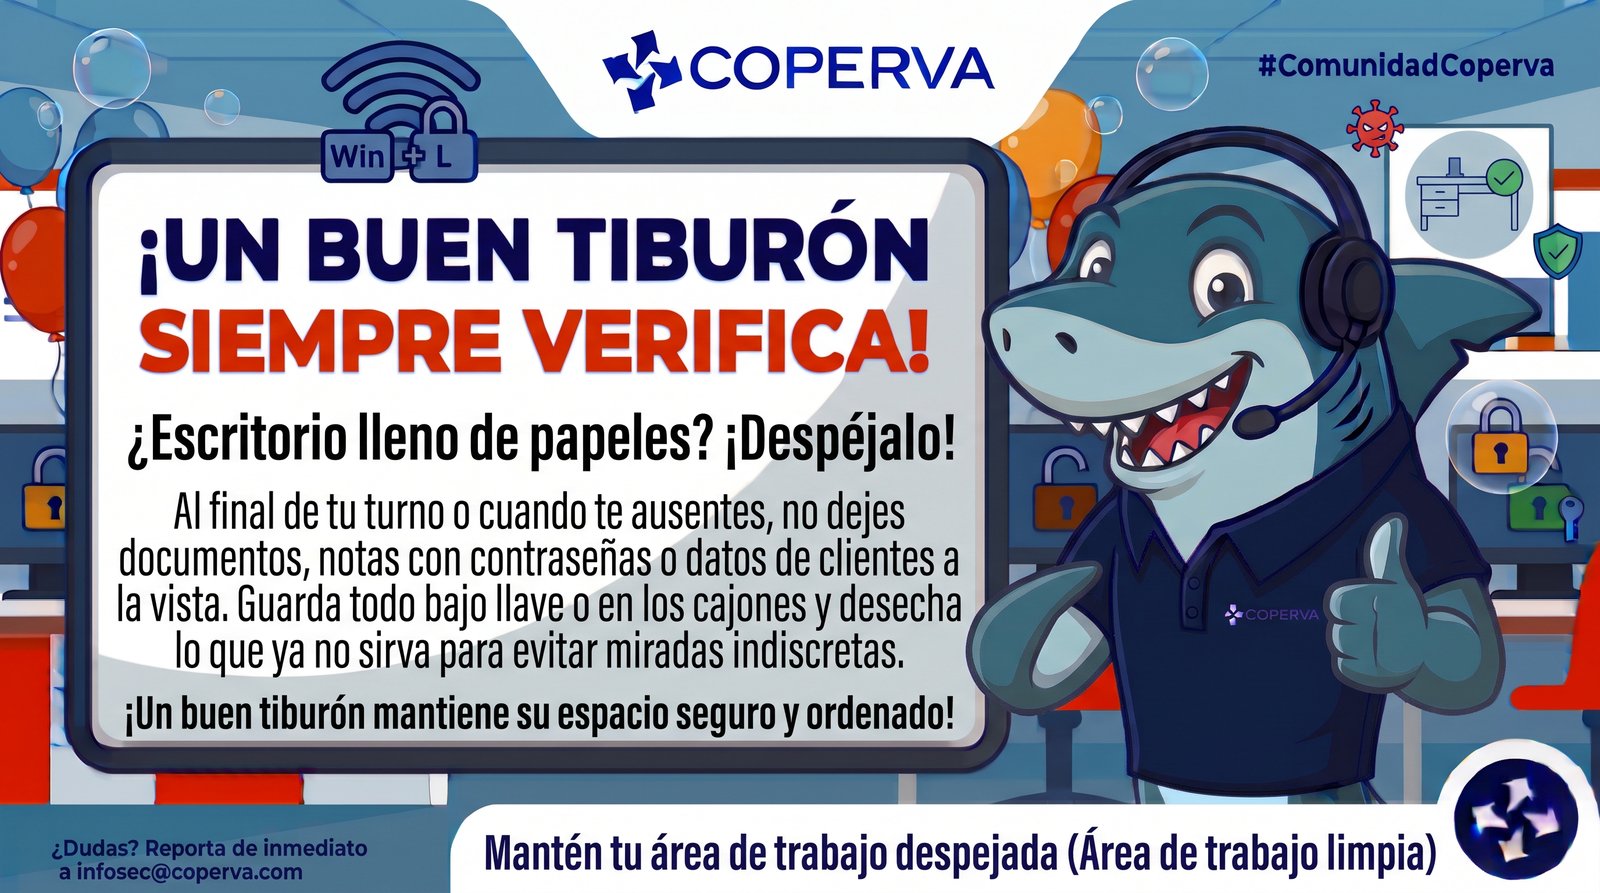 COPERVA
#ComunidadCoperva
Win + L
¡UN BUEN TIBURÓN
SIEMPRE VERIFICA!
¿Escritorio lleno de papeles? ¡Despéjalo!
Al final de tu turno o cuando te ausentes, no dejes
documentos, notas con contraseñas o datos de clientes a
la vista. Guarda todo bajo llave o en los cajones y desecha
lo que ya no sirva para evitar miradas indiscretas.
¡Un buen tiburón mantiene su espacio seguro y ordenado!
COPERVA
¿Dudas? Reporta de inmediato
a infosec@coperva.com
Mantén tu área de trabajo despejada (Área de trabajo limpia)